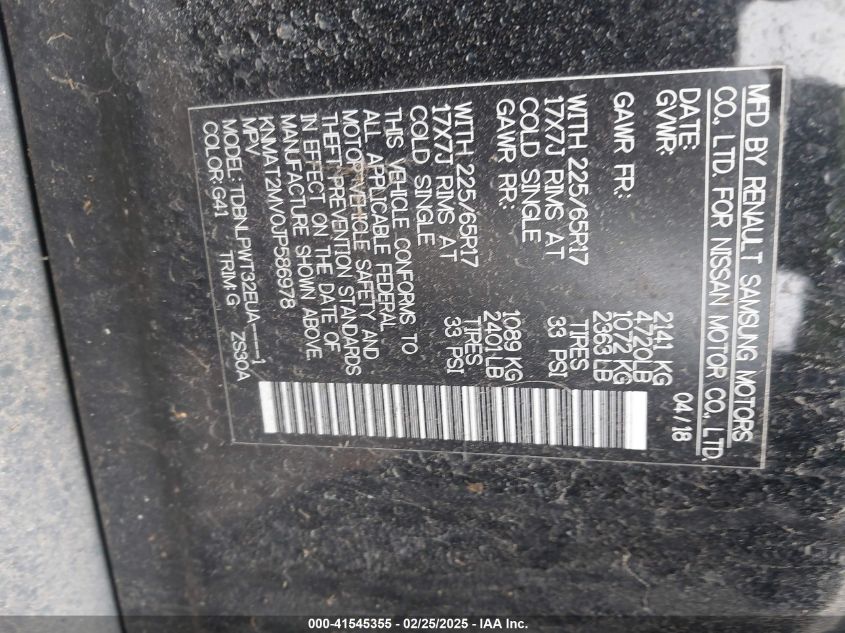 MFD BY RENAULT SAMSUNG MOTORS
CO., LTD. FOR NISSAN MOTOR CO., LTD.
DATE: 04/18
GVWR: 2141 KG
4720LB
GAWR FR: 1072 KG
2363 LB
WITH 225/65R17 TIRES
17X7J RIMS AT 33 PSI
COLD SINGLE
GAWR RR: 1089 KG
2401 LB
WITH 225/65R17 TIRES
17X7J RIMS AT 33 PSI
COLD SINGLE
THIS VEHICLE CONFORMS TO
ALL APPLICABLE FEDERAL
MOTOR VEHICLE SAFETY AND
THEFT PREVENTION STANDARDS
IN EFFECT ON THE DATE OF
MANUFACTURE SHOWN ABOVE.
KNMAT2MV0JP586978
MPV
MODEL: TDBNLPWT32EUA-----1
COLOR: G41 TRIM: G ZS30A
000-41545355 - 02/25/2025 - IAA Inc.